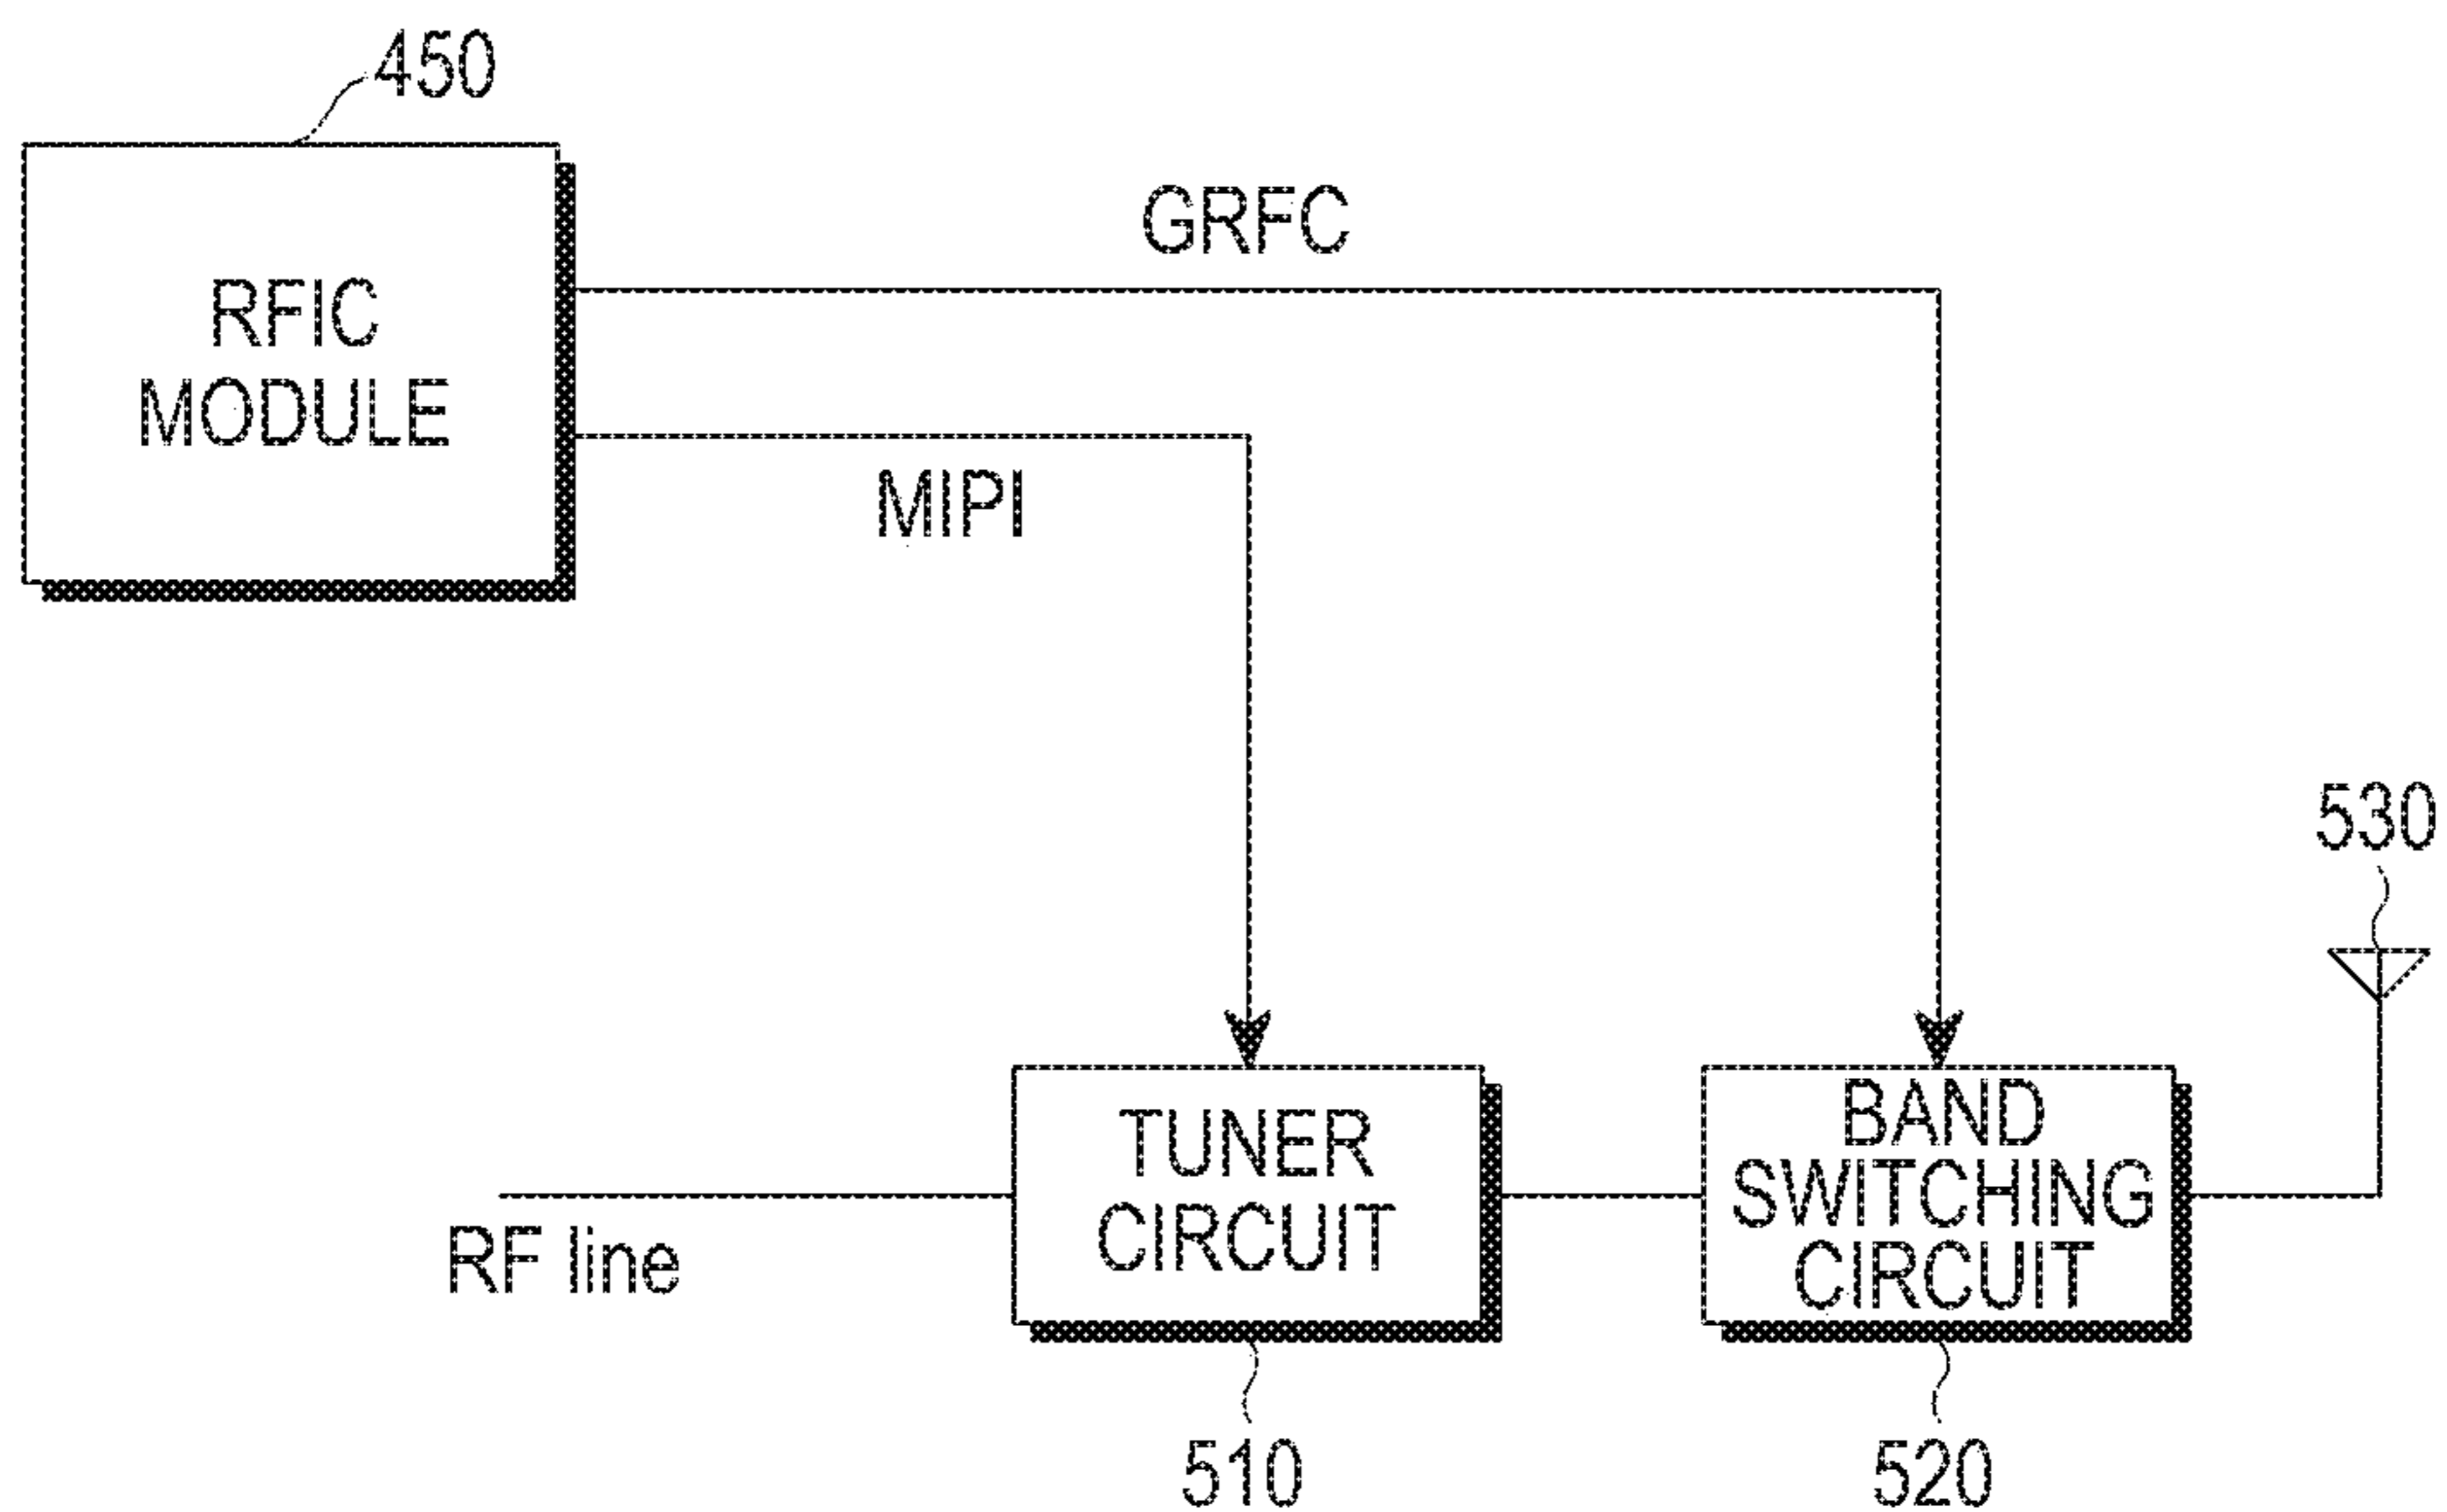 450
RFIC
MODULE
GRFC
MIPI
530
TUNER
CIRCUIT
BAND
SWITCHING
CIRCUIT
RF line
510
520